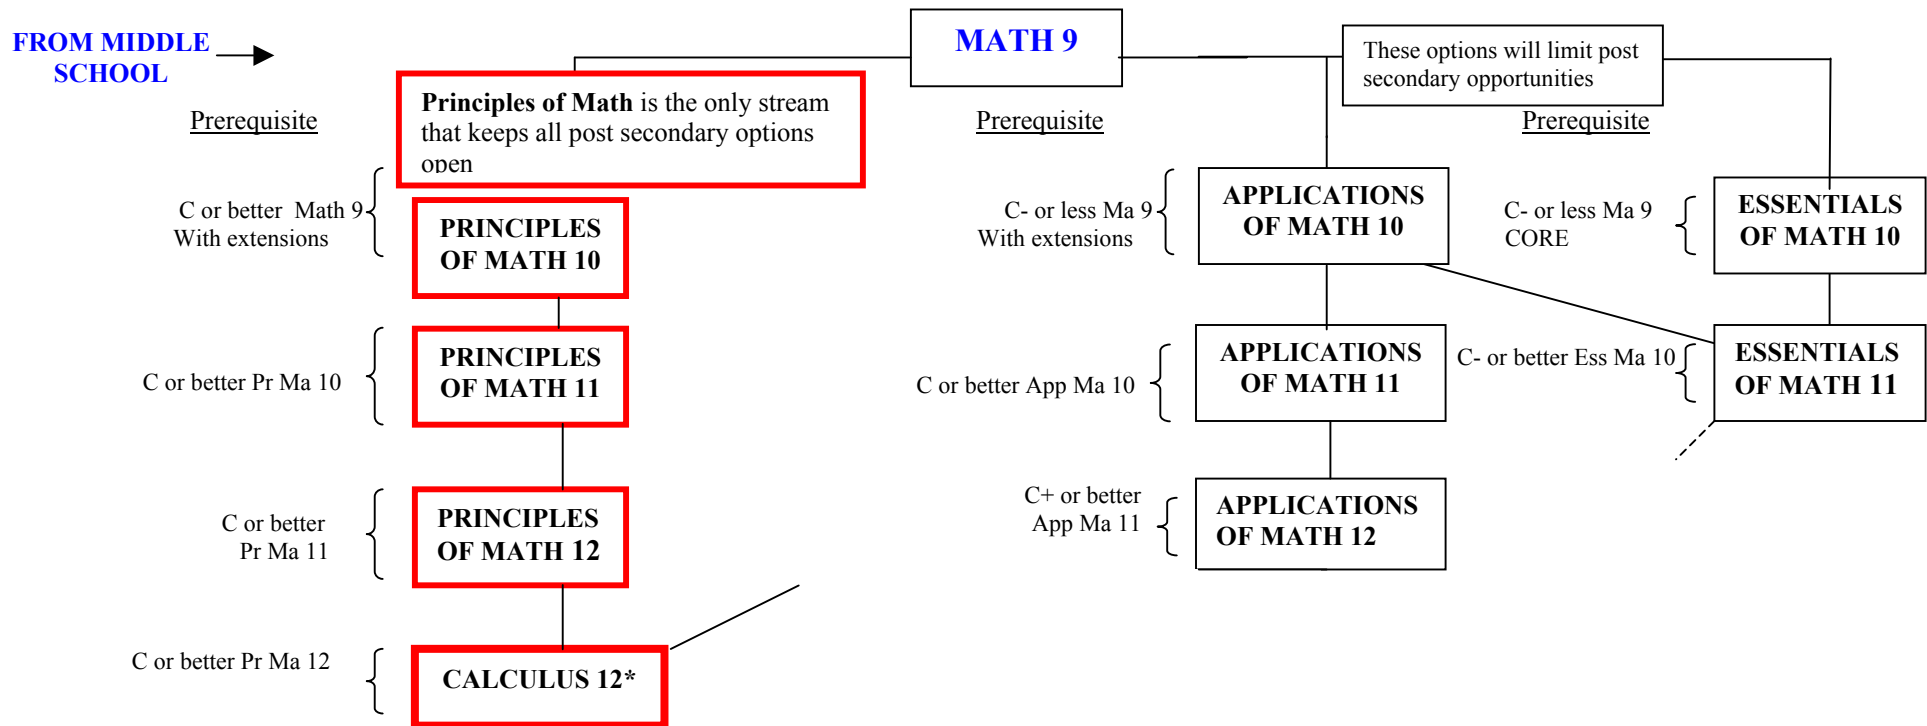 FROM MIDDLE
SCHOOL
MATH 9
These options will limit post
secondary opportunities
Prerequisite
Principles of Math is the only stream
that keeps all post secondary options
open
Prerequisite
Prerequisite
C or better Math 9
With extensions
PRINCIPLES
OF MATH 10
C- or less Ma 9
With extensions
APPLICATIONS
OF MATH 10
C- or less Ma 9
CORE
ESSENTIALS
OF MATH 10
C or better Pr Ma 10
PRINCIPLES
OF MATH 11
C or better App Ma 10
APPLICATIONS
OF MATH 11
C- or better Ess Ma 10
ESSENTIALS
OF MATH 11
C or better
Pr Ma 11
PRINCIPLES
OF MATH 12
C+ or better
App Ma 11
APPLICATIONS
OF MATH 12
C or better Pr Ma 12
CALCULUS 12*